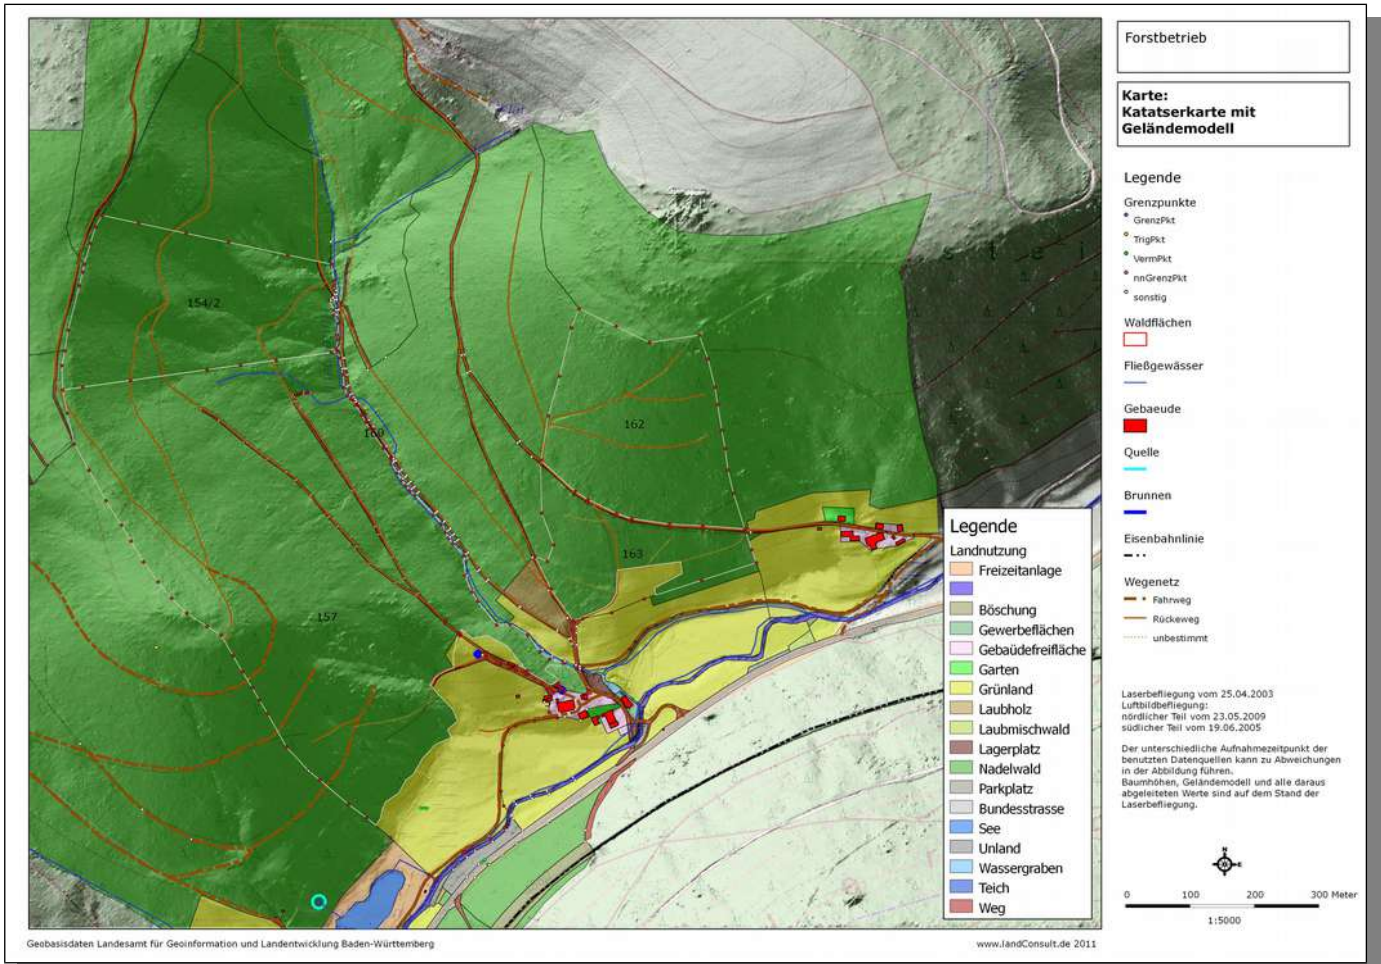 Forstbetrieb
Karte:
Katatserkarte mit
Geländemodell
Legende
Grenzpunkte
GrenzPkt
TrigPkt
VermPkt
nnGrenzPkt
sonstig
Waldflächen
Fließgewässer
Gebaeude
Quelle
Brunnen
Eisenbahnlinie
Wegenetz
Fahrweg
Rückeweg
unbestimmt
Laserbefliegung vom 25.04.2003
Luftbildbefliegung:
nördlicher Teil vom 23.05.2009
südlicher Teil vom 19.06.2005
Der unterschiedliche Aufnahmezeitpunkt der
benutzten Datenquellen kann zu Abweichungen
in der Abbildung führen.
Baumhöhen, Geländemodell und alle daraus
abgeleiteten Werte sind auf dem Stand der
Laserbefliegung.
N
E
0 100 200 300 Meter
1:5000
s t e i
154/2
169
162
163
157
Legende
Landnutzung
Freizeitanlage
Böschung
Gewerbeflächen
Gebaüdefreifläche
Garten
Grünland
Laubholz
Laubmischwald
Lagerplatz
Nadelwald
Parkplatz
Bundesstrasse
See
Unland
Wassergraben
Teich
Weg
Geobasisdaten Landesamt für Geoinformation und Landentwicklung Baden-Württemberg
www.landConsult.de 2011